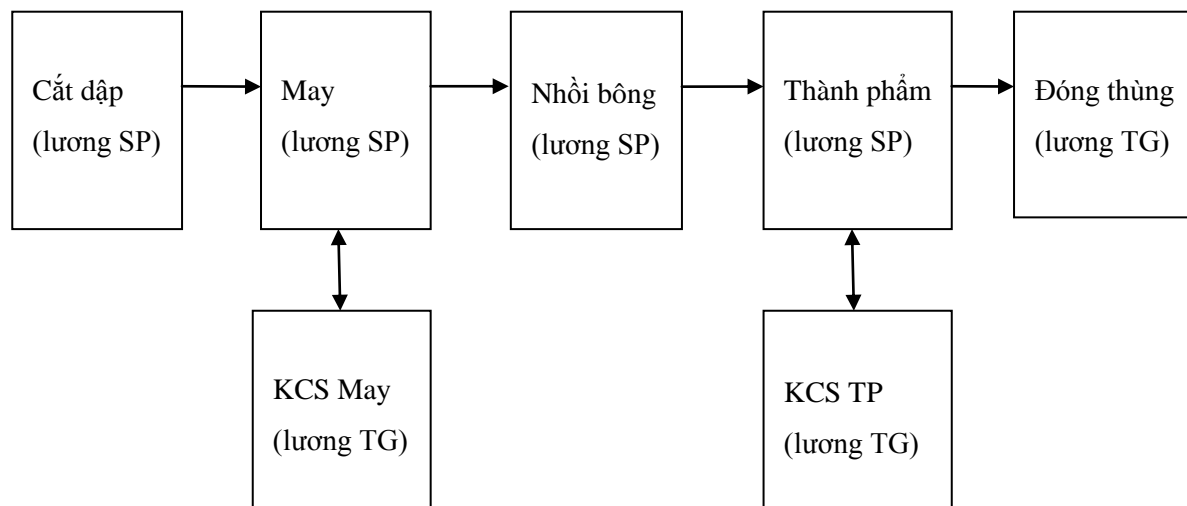 Cắt dập
(lương SP)
May
(lương SP)
Nhồi bông
(lương SP)
Thành phẩm
(lương SP)
Đóng thùng
(lương TG)
KCS May
(lương TG)
KCS TP
(lương TG)